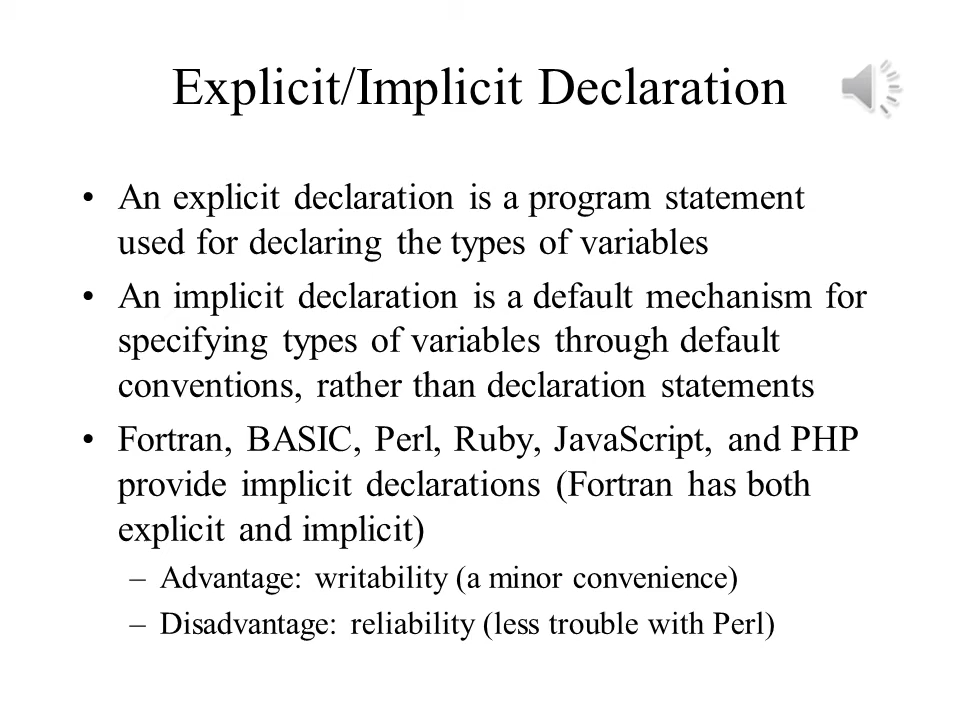 Explicit/Implicit Declaration
• An explicit declaration is a program statement
used for declaring the types of variables
• An implicit declaration is a default mechanism for
specifying types of variables through default
conventions, rather than declaration statements
• Fortran, BASIC, Perl, Ruby, JavaScript, and PHP
provide implicit declarations (Fortran has both
explicit and implicit)
– Advantage: writability (a minor convenience)
– Disadvantage: reliability (less trouble with Perl)